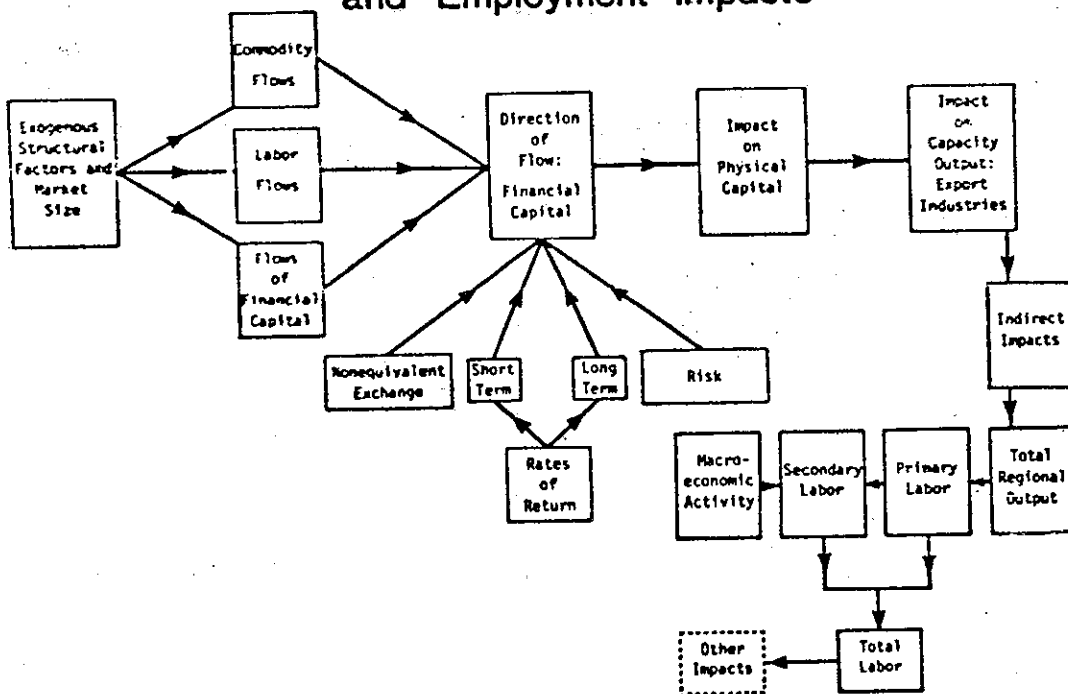 and Employment Impacts
Commodity
Flows
Exogenous
Structural
Factors and
Market
Size
Labor
Flows
Flows
of
Financial
Capital
Direction
of
Flow:
Financial
Capital
Impact
on
Physical
Capital
Impact
on
Capacity
Output:
Export
Industries
Indirect
Impacts
Nonequivalent
Exchange
Short
Term
Long
Term
Risk
Rates
of
Return
Macro-
economic
Activity
Secondary
Labor
Primary
Labor
Total
Regional
Output
Other
Impacts
Total
Labor